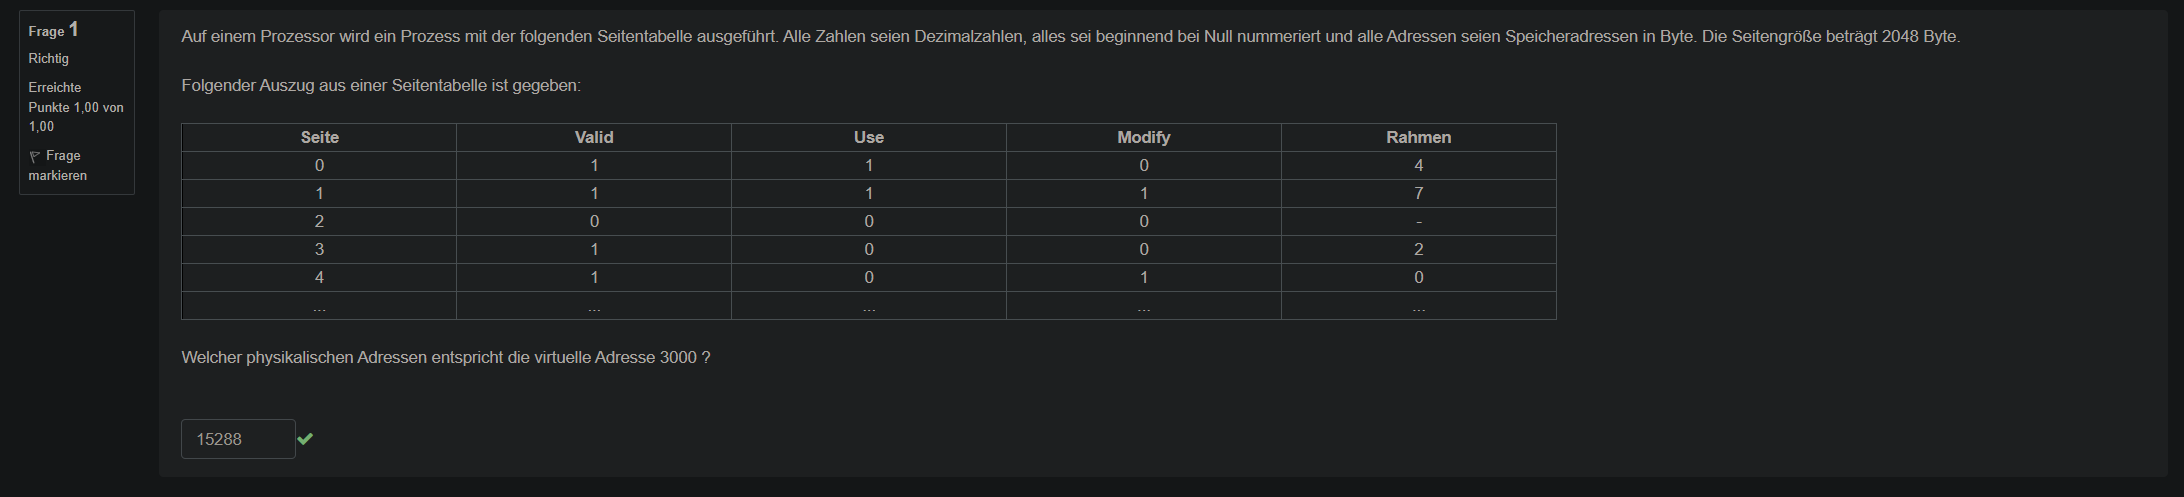 Frage 1
Richtig
Erreichte
Punkte 1,00 von
1,00
Frage
markieren
Auf einem Prozessor wird ein Prozess mit der folgenden Seitentabelle ausgeführt. Alle Zahlen seien Dezimalzahlen, alles sei beginnend bei Null nummeriert und alle Adressen seien Speicheradressen in Byte. Die Seitengröße beträgt 2048 Byte.
Folgender Auszug aus einer Seitentabelle ist gegeben:
Seite Valid Use Modify Rahmen
0 1 1 0 4
1 1 1 1 7
2 0 0 0 -
3 1 0 0 2
4 1 0 1 0
... ... ... ... ...
Welcher physikalischen Adressen entspricht die virtuelle Adresse 3000 ?
15288